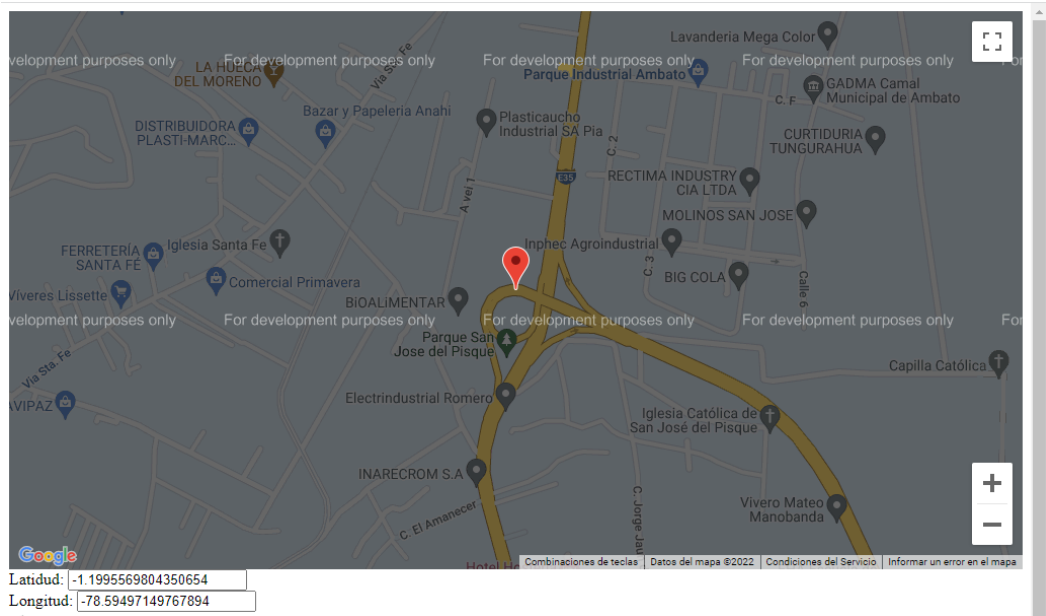 Lavanderia Mega Color
velopment purposes only
For development purposes only
For development purposes only
For development purposes only
For
LA HUECA
DEL MORENO
Via Sta. Fe
Parque Industrial Ambato
GADMA Camal
Municipal de Ambato
C. F
Bazar y Papeleria Anahi
Plasticaucho
Industrial SA Pia
DISTRIBUIDORA
PLASTI-MARC...
CURTIDURIA
TUNGURAHUA
C. 2
E35
RECTIMA INDUSTRY
CIA LTDA
A vei 1
MOLINOS SAN JOSE
Iglesia Santa Fe
Inphec Agroindustrial
FERRETERÍA
SANTA FÉ
C. 3
BIG COLA
Calle 6
Comercial Primavera
Víveres Lissette
BiOALiMENTAR
velopment purposes only
For development purposes only
For development purposes only
For development purposes only
For
Parque San
Jose del Pisque
Via Sta. Fe
Capilla Católica
AVIPAZ
Electrindustrial Romero
Iglesia Católica de
San José del Pisque
INARECROM S.A
C. El Amanecer
C. Jorge Jau
Vivero Mateo
Manobanda
Google
Hotel Ho
Combinaciones de teclas
Datos del mapa ©2022
Condiciones del Servicio
Informar un error en el mapa
Latidud: -1.1995569804350654
Longitud: -78.59497149767894